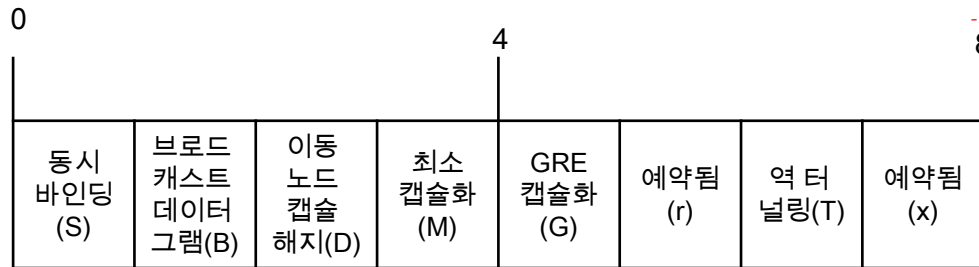 0
4
8
동시
바인딩
(S)
브로드
캐스트
데이터
그램(B)
이동
노드
캡슐
해지(D)
최소
캡슐화
(M)
GRE
캡슐화
(G)
예약됨
(r)
역 터
널링(T)
예약됨
(x)